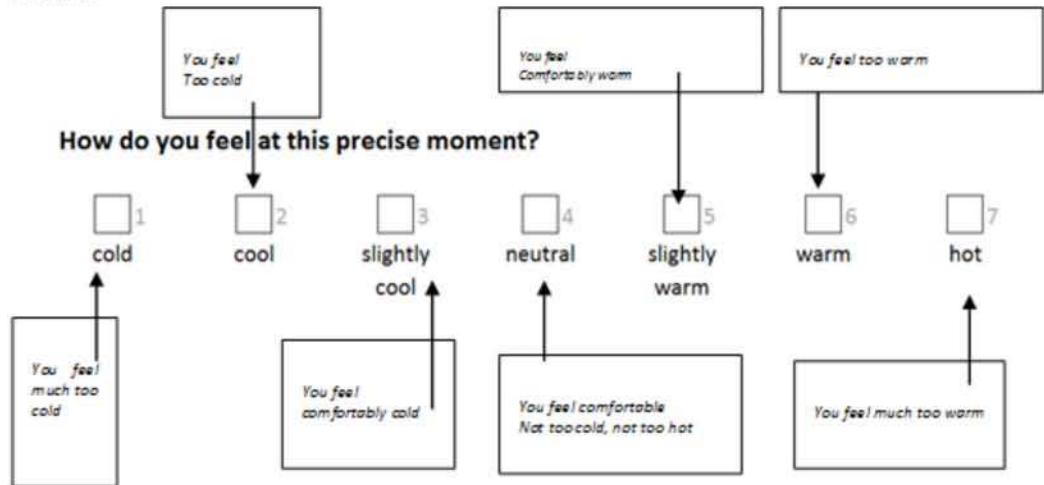 You feel
Too cold
You feel
Comfortably warm
You feel too warm
How do you feel at this precise moment?
1
2
3
4
5
6
7
cold
cool
slightly
cool
neutral
slightly
warm
warm
hot
You feel
much too
cold
You feel
comfortably cold
You feel comfortable
Not too cold, not too hot
You feel much too warm